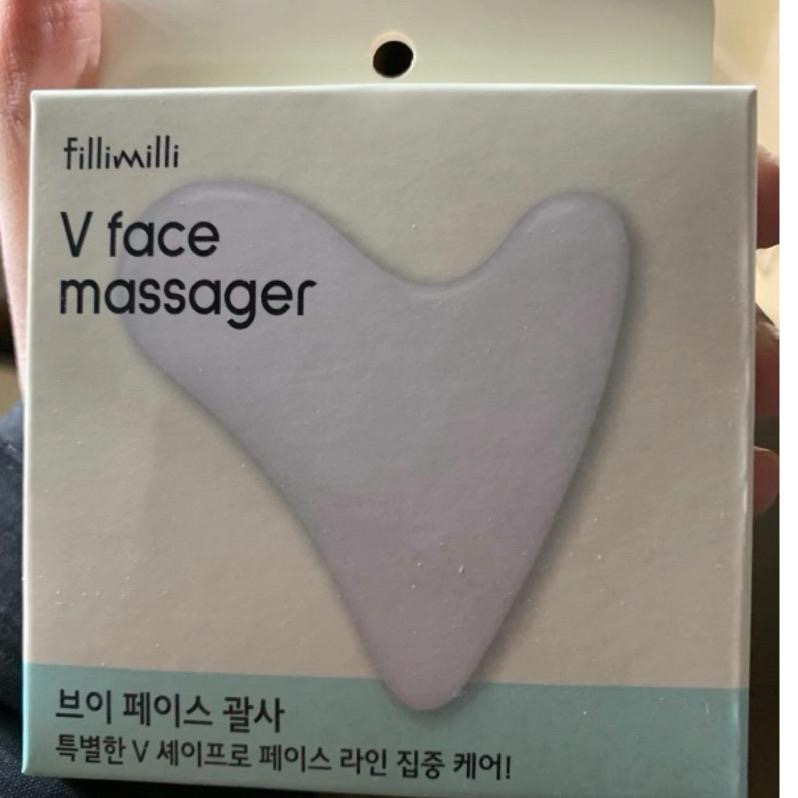 fillimilli
V face
massager
브이 페이스 괄사
특별한 V 셰이프로 페이스 라인 집중 케어!